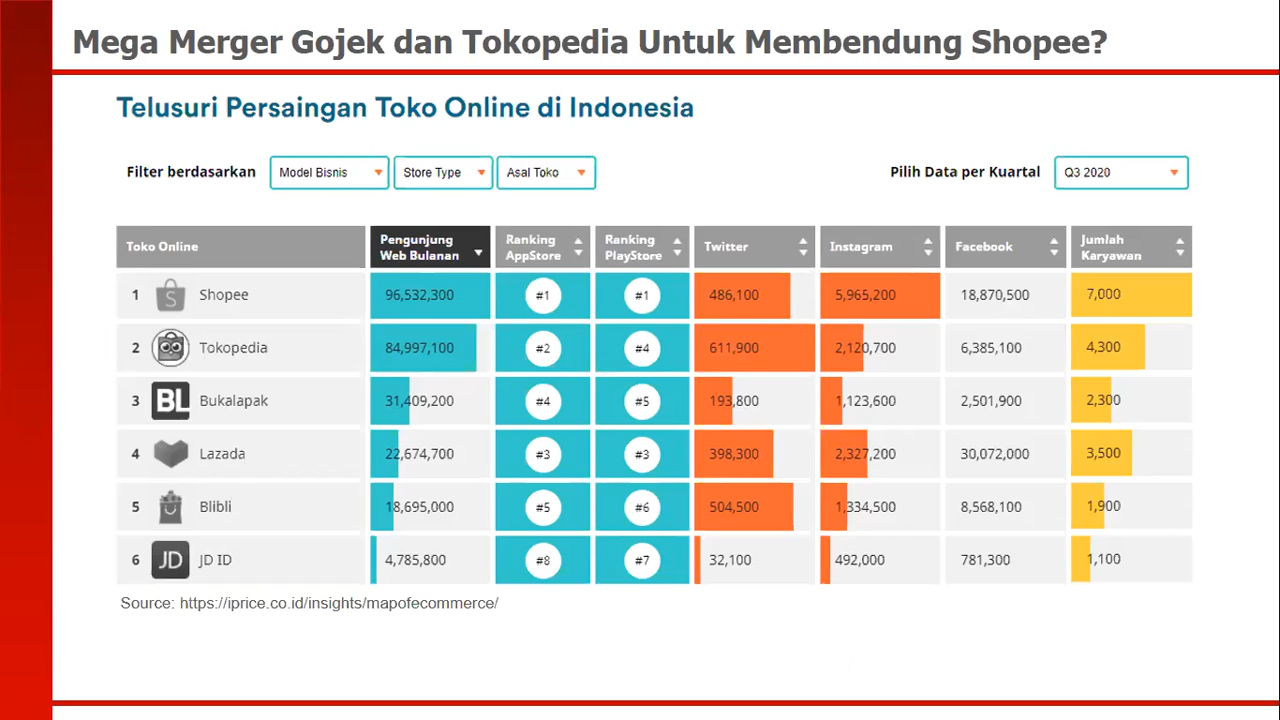 Mega Merger Gojek dan Tokopedia Untuk Membendung Shopee?
Telusuri Persaingan Toko Online di Indonesia
Filter berdasarkan Model Bisnis Store Type Asal Toko Pilih Data per Kuartal Q3 2020
Toko Online Pengunjung Web Bulanan Ranking AppStore Ranking PlayStore Twitter Instagram Facebook Jumlah Karyawan
1 S Shopee 96,532,300 #1 #1 486,100 5,965,200 18,870,500 7,000
2 Tokopedia 84,997,100 #2 #4 611,900 2,120,700 6,385,100 4,300
3 BL Bukalapak 31,409,200 #4 #5 193,800 1,123,600 2,501,900 2,300
4 Lazada 22,674,700 #3 #3 398,300 2,327,200 30,072,000 3,500
5 Blibli 18,695,000 #5 #6 504,500 1,334,500 8,568,100 1,900
6 JD JD ID 4,785,800 #8 #7 32,100 492,000 781,300 1,100
Source: https://iprice.co.id/insights/mapofecommerce/